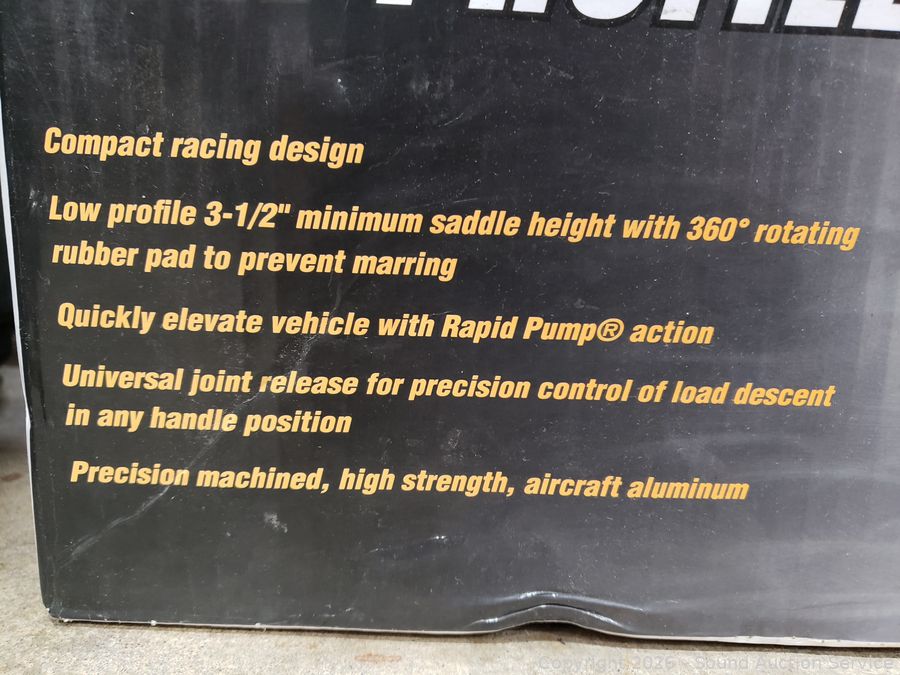 Compact racing design
Low profile 3-1/2" minimum saddle height with 360° rotating
rubber pad to prevent marring
Quickly elevate vehicle with Rapid Pump® action
Universal joint release for precision control of load descent
in any handle position
Precision machined, high strength, aircraft aluminum
Copyright 2026 - Sound Auction Service